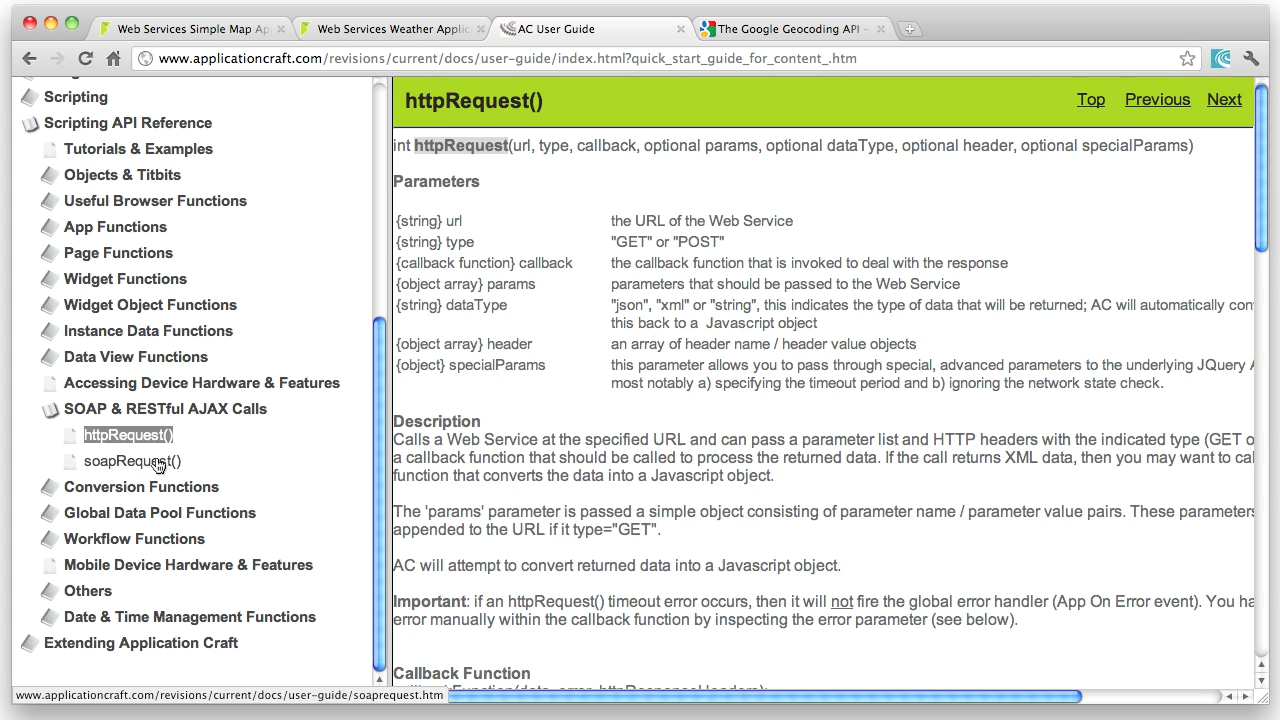 Web Services Simple Map Ap
Web Services Weather Applic
AC User Guide
The Google Geocoding API –
www.applicationcraft.com/revisions/current/docs/user-guide/index.html?quick_start_guide_for_content_.htm
Scripting
Scripting API Reference
Tutorials & Examples
Objects & Titbits
Useful Browser Functions
App Functions
Page Functions
Widget Functions
Widget Object Functions
Instance Data Functions
Data View Functions
Accessing Device Hardware & Features
SOAP & RESTful AJAX Calls
httpRequest()
soapRequest()
Conversion Functions
Global Data Pool Functions
Workflow Functions
Mobile Device Hardware & Features
Others
Date & Time Management Functions
Extending Application Craft
www.applicationcraft.com/revisions/current/docs/user-guide/soaprequest.htm
httpRequest()
Top Previous Next
int httpRequest(url, type, callback, optional params, optional dataType, optional header, optional specialParams)
Parameters
{string} url the URL of the Web Service
{string} type "GET" or "POST"
{callback function} callback the callback function that is invoked to deal with the response
{object array} params parameters that should be passed to the Web Service
{string} dataType "json", "xml" or "string", this indicates the type of data that will be returned; AC will automatically con
this back to a Javascript object
{object array} header an array of header name / header value objects
{object} specialParams this parameter allows you to pass through special, advanced parameters to the underlying JQuery A
most notably a) specifying the timeout period and b) ignoring the network state check.
Description
Calls a Web Service at the specified URL and can pass a parameter list and HTTP headers with the indicated type (GET o
a callback function that should be called to process the returned data. If the call returns XML data, then you may want to cal
function that converts the data into a Javascript object.
The 'params' parameter is passed a simple object consisting of parameter name / parameter value pairs. These parameters
appended to the URL if it type="GET".
AC will attempt to convert returned data into a Javascript object.
Important: if an httpRequest() timeout error occurs, then it will not fire the global error handler (App On Error event). You ha
error manually within the callback function by inspecting the error parameter (see below).
Callback Function